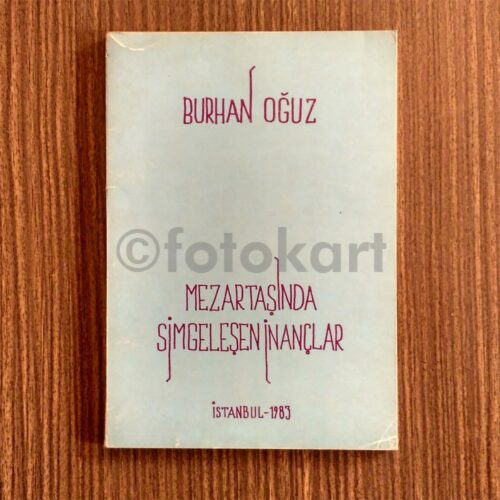 BURHAN OĞUZ
©fotokart
MEZARTAŞINDA
SİMGELEŞEN İNANÇLAR
İSTANBUL-1983